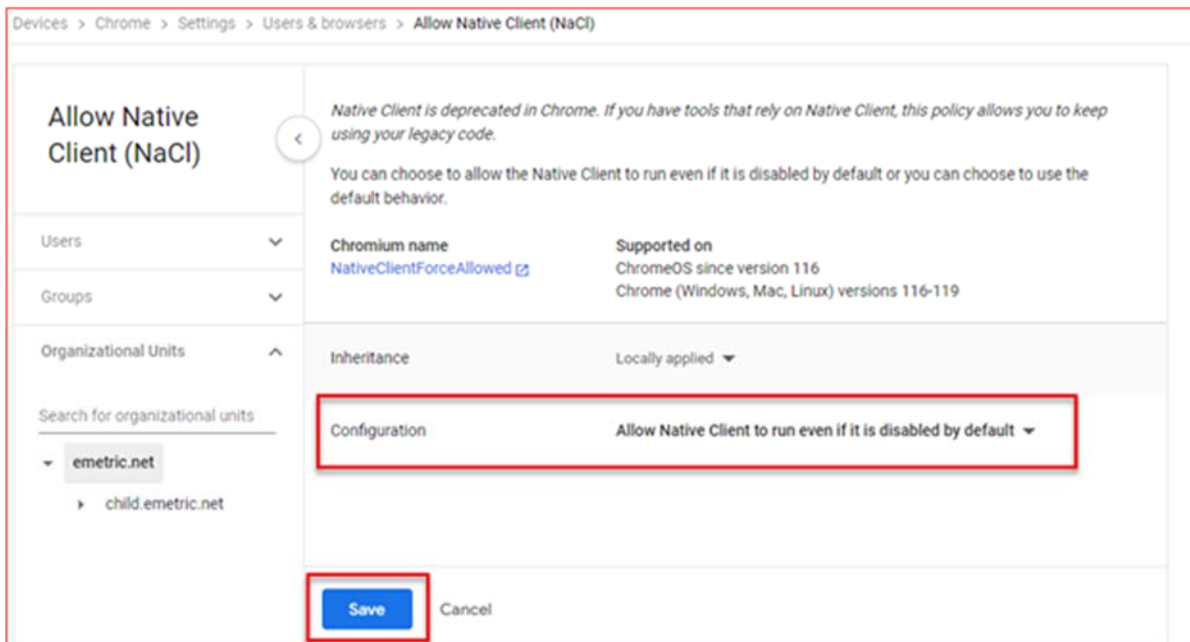 Devices > Chrome > Settings > Users & browsers > Allow Native Client (NaCl)
Allow Native
Client (NaCl)
Users
Groups
Organizational Units
Search for organizational units
emetric.net
child.emetric.net
Native Client is deprecated in Chrome. If you have tools that rely on Native Client, this policy allows you to keep
using your legacy code.
You can choose to allow the Native Client to run even if it is disabled by default or you can choose to use the
default behavior.
Chromium name
NativeClientForceAllowed
Supported on
ChromeOS since version 116
Chrome (Windows, Mac, Linux) versions 116-119
Inheritance
Locally applied
Configuration
Allow Native Client to run even if it is disabled by default
Save
Cancel